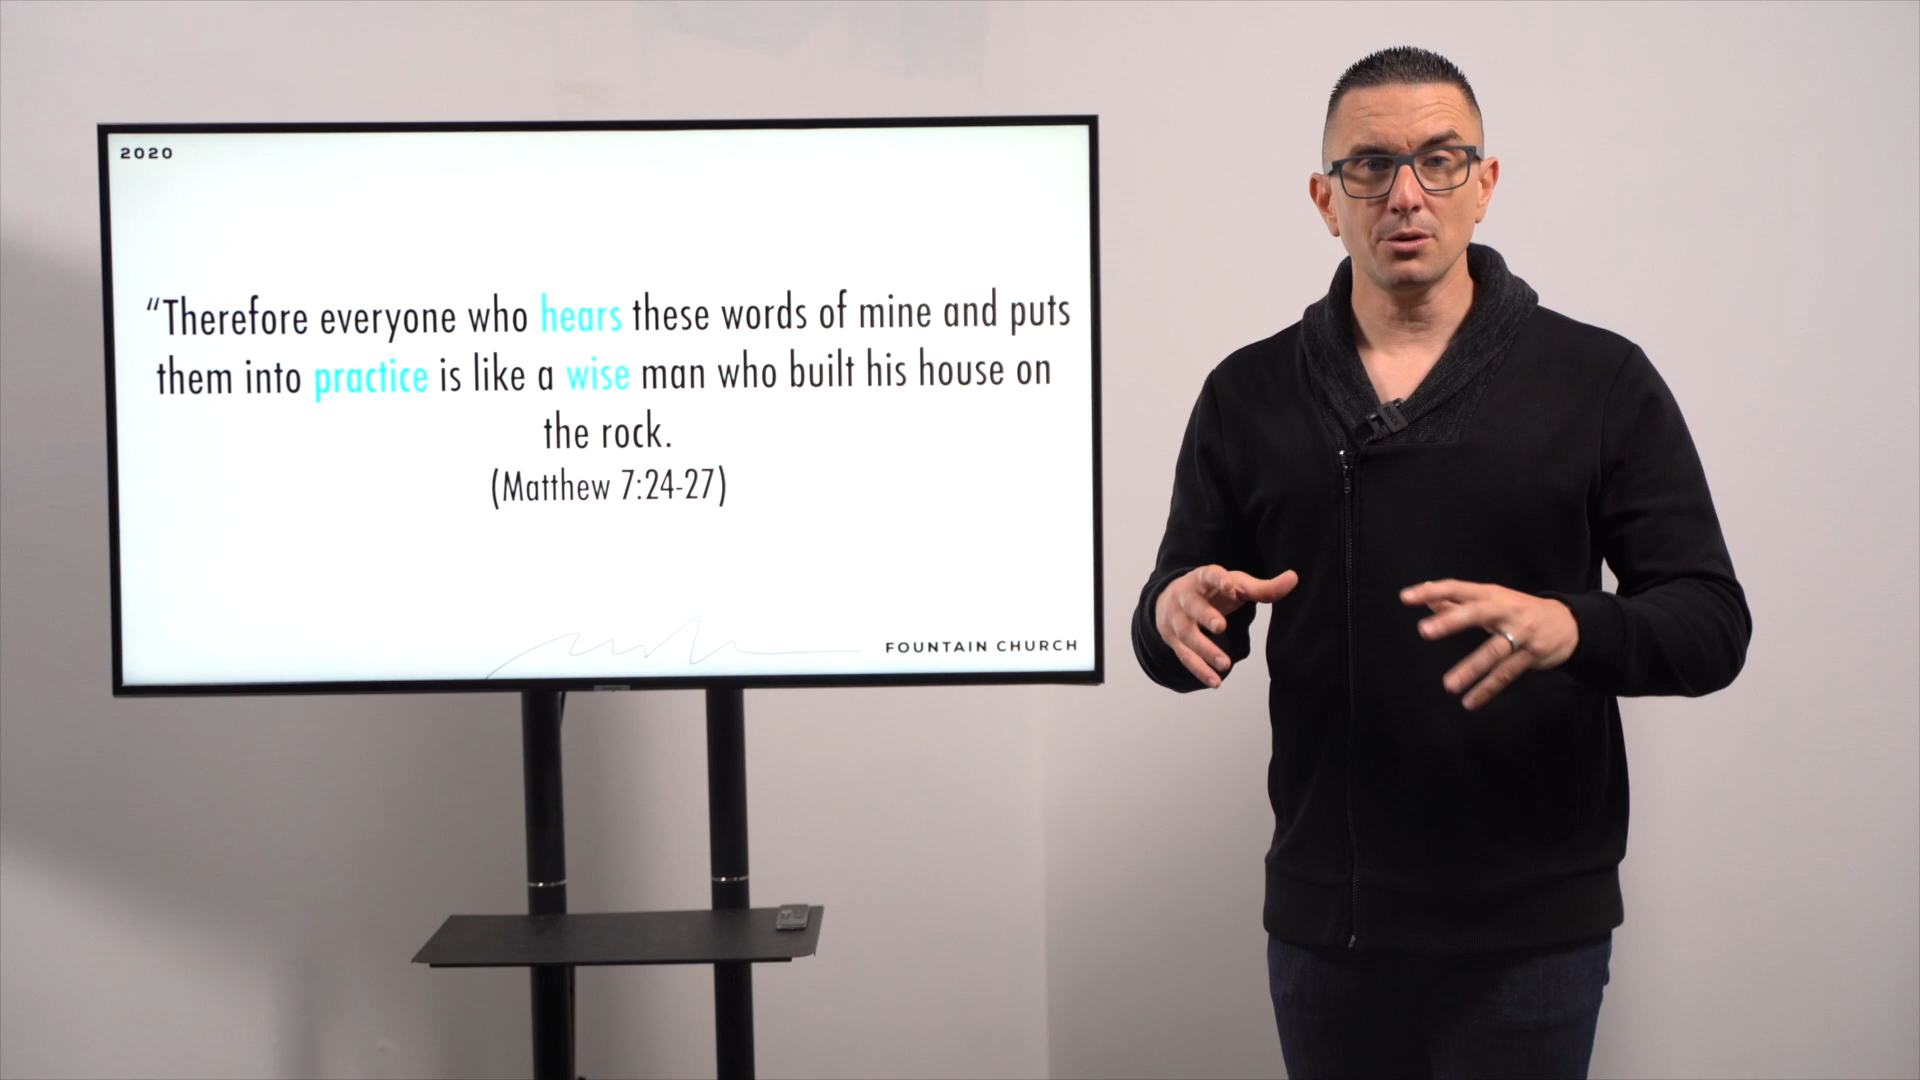 2020
“Therefore everyone who hears these words of mine and puts
them into practice is like a wise man who built his house on
the rock.
(Matthew 7:24-27)
FOUNTAIN CHURCH